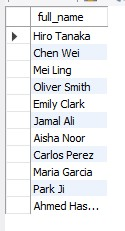 full_name
Hiro Tanaka
Chen Wei
Mei Ling
Oliver Smith
Emily Clark
Jamal Ali
Aisha Noor
Carlos Perez
Maria Garcia
Park Ji
Ahmed Has...